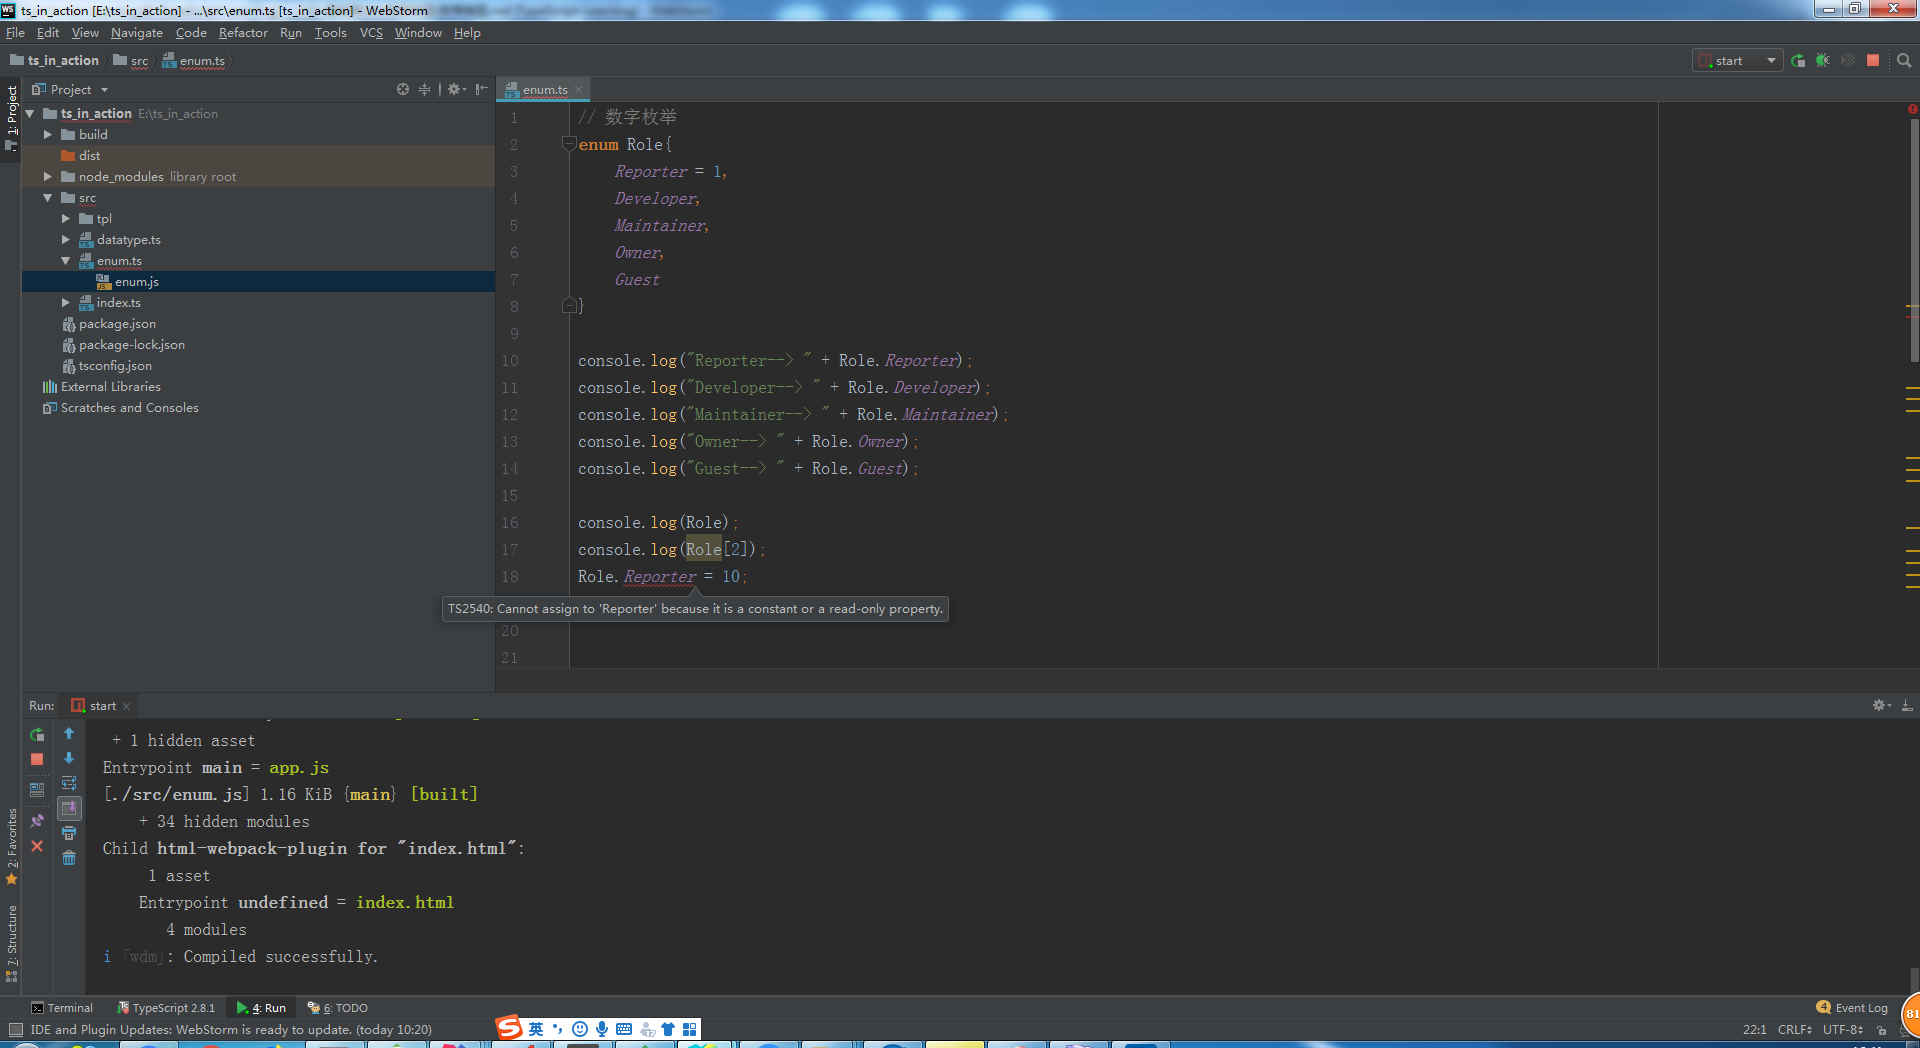 WS ts_in_action [E:\ts_in_action] - ...\src\enum.ts [ts_in_action] - WebStorm
File Edit View Navigate Code Refactor Run Tools VCS Window Help
ts_in_action src enum.ts start
1: Project
Project
ts_in_action E:\ts_in_action
build
dist
node_modules library root
src
tpl
datatype.ts
enum.ts
enum.js
index.ts
package.json
package-lock.json
tsconfig.json
External Libraries
Scratches and Consoles
enum.ts
1 // 数字枚举
2 enum Role{
3 Reporter = 1,
4 Developer,
5 Maintainer,
6 Owner,
7 Guest
8 }
9
10 console.log("Reporter--> " + Role.Reporter);
11 console.log("Developer--> " + Role.Developer);
12 console.log("Maintainer--> " + Role.Maintainer);
13 console.log("Owner--> " + Role.Owner);
14 console.log("Guest--> " + Role.Guest);
15
16 console.log(Role);
17 console.log(Role[2]);
18 Role.Reporter = 10;
TS2540: Cannot assign to 'Reporter' because it is a constant or a read-only property.
20
21
Run: start
+ 1 hidden asset
Entrypoint main = app.js
[./src/enum.js] 1.16 KiB {main} [built]
+ 34 hidden modules
Child html-webpack-plugin for "index.html":
1 asset
Entrypoint undefined = index.html
4 modules
i 「wdm」: Compiled successfully.
2: Favorites
7: Structure
Terminal TypeScript 2.8.1 4: Run 6: TODO 4 Event Log
IDE and Plugin Updates: WebStorm is ready to update. (today 10:20) 英 22:1 CRLF UTF-8
81